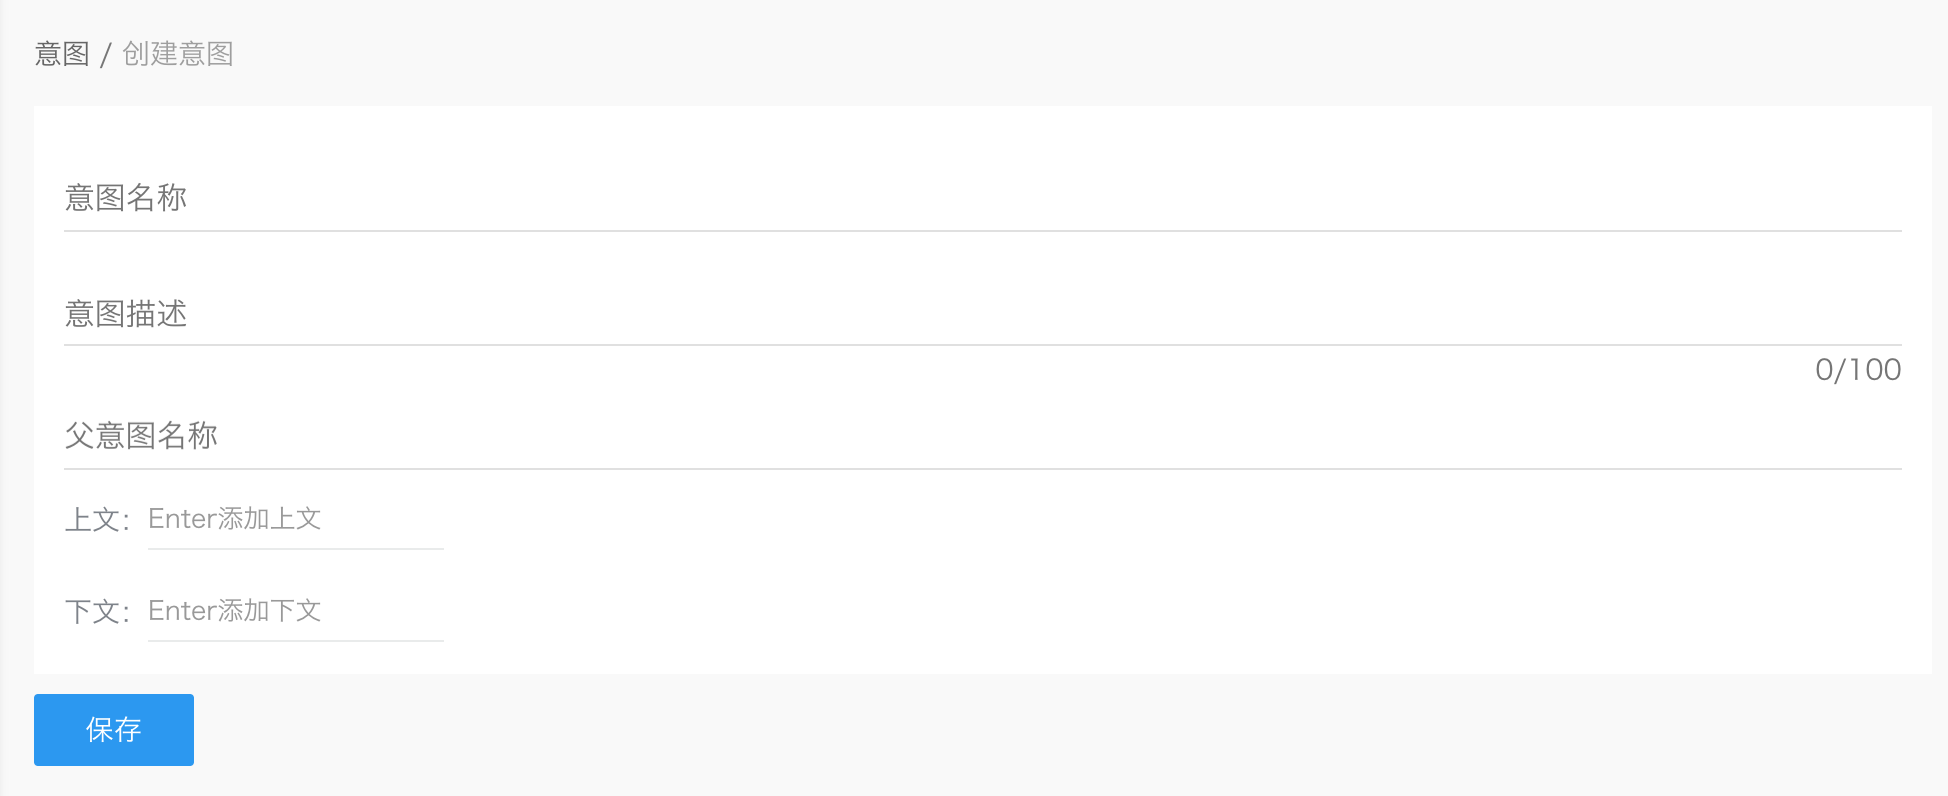 意图 / 创建意图
意图名称
意图描述
0/100
父意图名称
上文： Enter添加上文
下文： Enter添加下文
保存